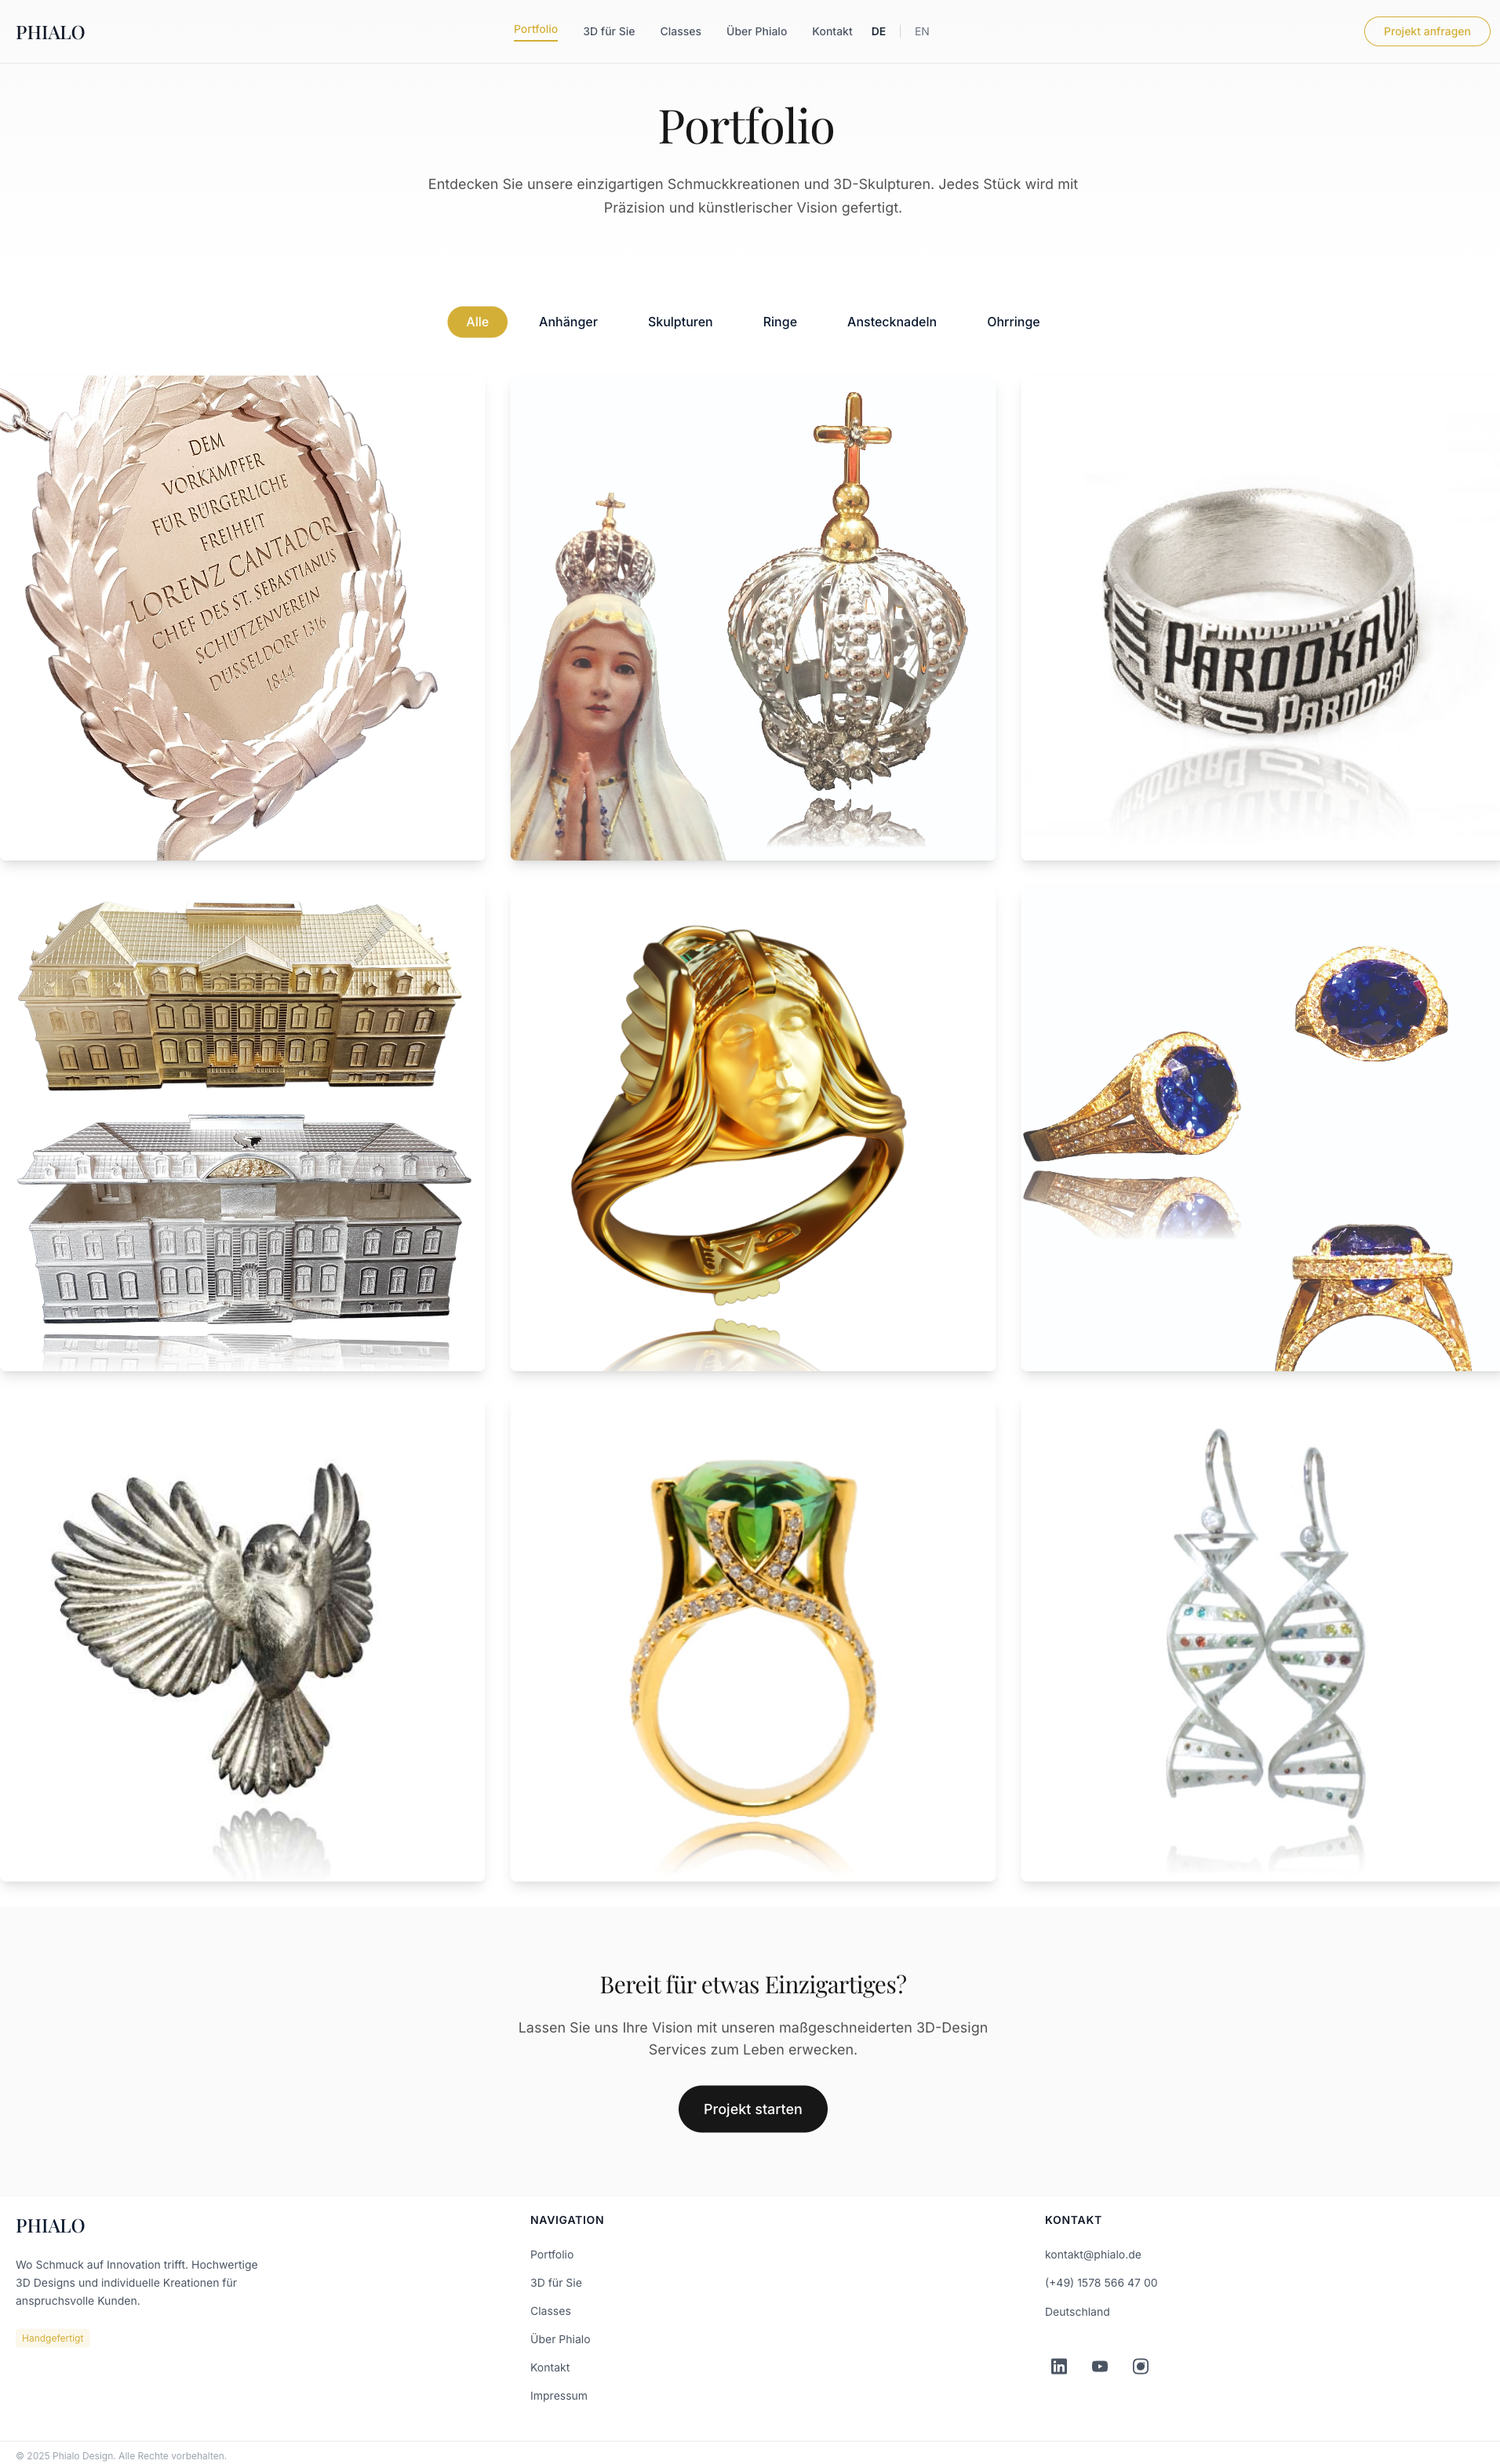 PHIALO
Portfolio
3D für Sie
Classes
Über Phialo
Kontakt
DE
EN
Projekt anfragen
Portfolio
Entdecken Sie unsere einzigartigen Schmuckkreationen und 3D-Skulpturen. Jedes Stück wird mit
Präzision und künstlerischer Vision gefertigt.
Alle
Anhänger
Skulpturen
Ringe
Anstecknadeln
Ohrringe
DEM
VORKÄMPFER
FÜR BÜRGERLICHE
FREIHEIT
LORENZ CANTADOR
CHEF DES ST. SEBASTIANUS
SCHÜTZENVEREIN
DÜSSELDORF 1316
1844
PAROOKAVI
PAROOKAV
Bereit für etwas Einzigartiges?
Lassen Sie uns Ihre Vision mit unseren maßgeschneiderten 3D-Design
Services zum Leben erwecken.
Projekt starten
PHIALO
Wo Schmuck auf Innovation trifft. Hochwertige
3D Designs und individuelle Kreationen für
anspruchsvolle Kunden.
Handgefertigt
NAVIGATION
Portfolio
3D für Sie
Classes
Über Phialo
Kontakt
Impressum
KONTAKT
kontakt@phialo.de
(+49) 1578 566 47 00
Deutschland
© 2025 Phialo Design. Alle Rechte vorbehalten.